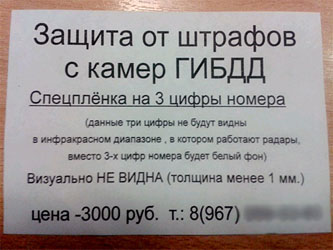 Защита от штрафов
с камер ГИБДД
Спецплёнка на 3 цифры номера
(данные три цифры не будут видны
в инфракрасном диапазоне , в котором работают радары,
вместо 3-х цифр номера будет белый фон)
Визуально НЕ ВИДНА (толщина менее 1 мм.)
цена -3000 руб. т.: 8(967)